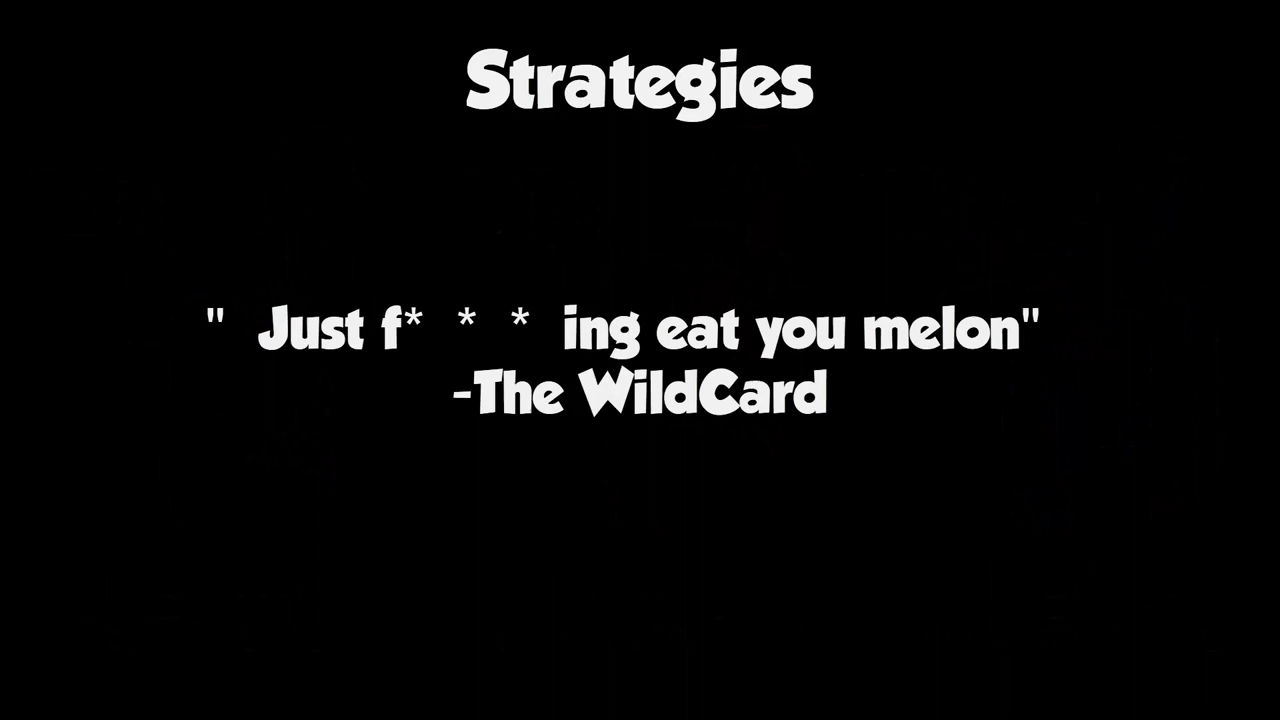 Strategies
" Just f* * * ing eat you melon"
-The WildCard